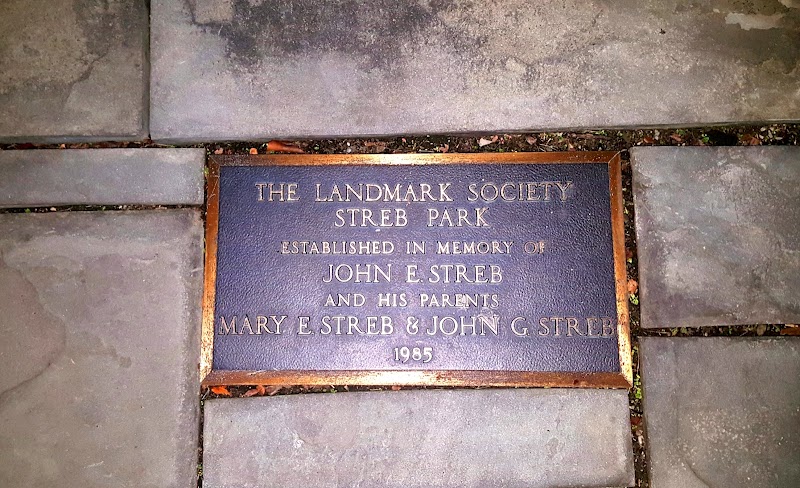 THE LANDMARK SOCIETY
STREB PARK
ESTABLISHED IN MEMORY OF
JOHN E. STREB
AND HIS PARENTS
MARY E. STREB & JOHN G. STREB
1985